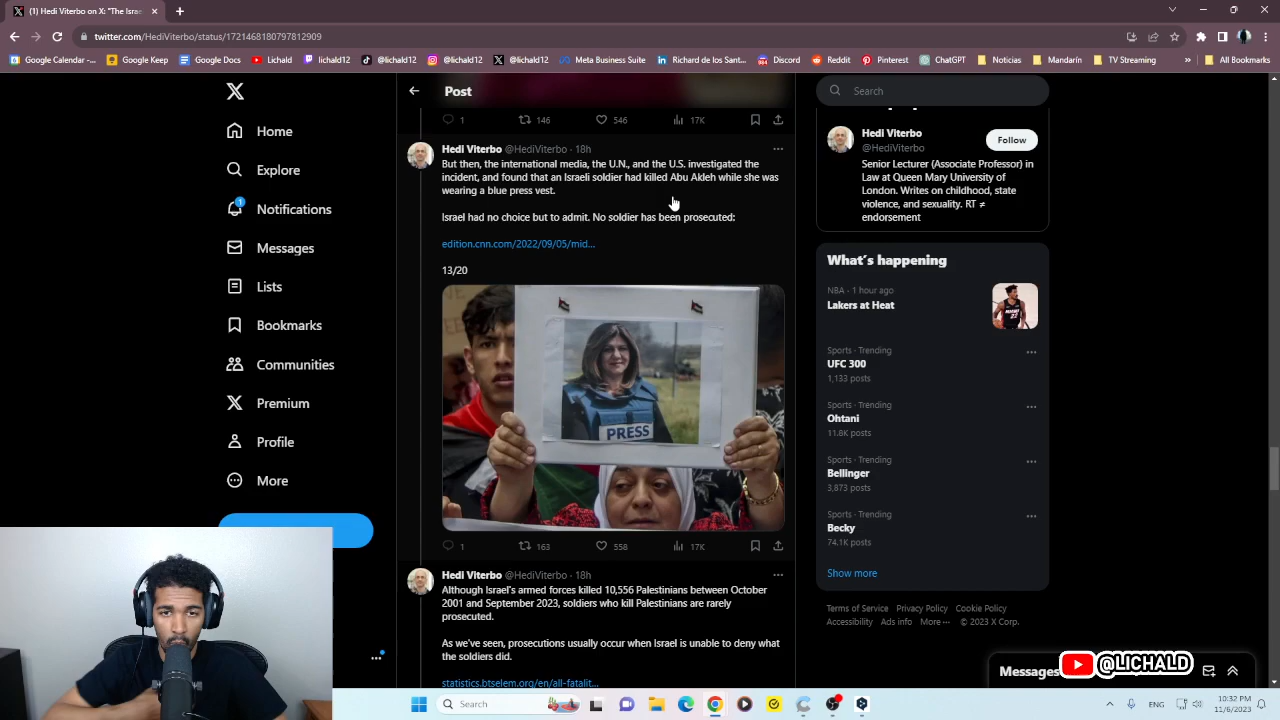 (1) Hedi Viterbo on X: "The Isra
twitter.com/HediViterbo/status/1721468180797812909
Google Calendar -... Google Keep Google Docs Lichald lichald12 @lichald12 @lichald12 @lichald12 Meta Business Suite Richard de los Sant... Discord Reddit Pinterest ChatGPT Noticias Mandarín TV Streaming » All Bookmarks
Home
Explore
1
Notifications
Messages
Lists
Bookmarks
Communities
Premium
Profile
More
Post
1 146 546 17K
Hedi Viterbo @HediViterbo · 18h
But then, the international media, the U.N., and the U.S. investigated the
incident, and found that an Israeli soldier had killed Abu Akleh while she was
wearing a blue press vest.
Israel had no choice but to admit. No soldier has been prosecuted:
edition.cnn.com/2022/09/05/mid...
13/20
PRESS
1 163 558 17K
Hedi Viterbo @HediViterbo · 18h
Although Israel's armed forces killed 10,556 Palestinians between October
2001 and September 2023, soldiers who kill Palestinians are rarely
prosecuted.
As we've seen, prosecutions usually occur when Israel is unable to deny what
the soldiers did.
statistics.btselem.org/en/all-fatalit...
Search
Hedi Viterbo
@HediViterbo
Follow
Senior Lecturer (Associate Professor) in
Law at Queen Mary University of
London. Writes on childhood, state
violence, and sexuality. RT ≠
endorsement
What's happening
NBA · 1 hour ago
Lakers at Heat
Sports · Trending
UFC 300
1,133 posts
Sports · Trending
Ohtani
11.8K posts
Sports · Trending
Bellinger
3,873 posts
Sports · Trending
Becky
74.1K posts
Show more
Terms of Service Privacy Policy Cookie Policy
Accessibility Ads info More ··· © 2023 X Corp.
Messages
@LICHALD
Search
10:32 PM
11/6/2023